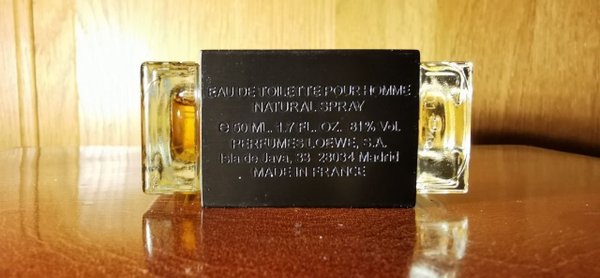 EAU DE TOILETTE POUR HOMME
NATURAL SPRAY
℮ 50 ML. 1.7 FL. OZ. 81% Vol.
PERFUMES LOEWE, S.A.
Isla de Java, 33 28034 Madrid
MADE IN FRANCE